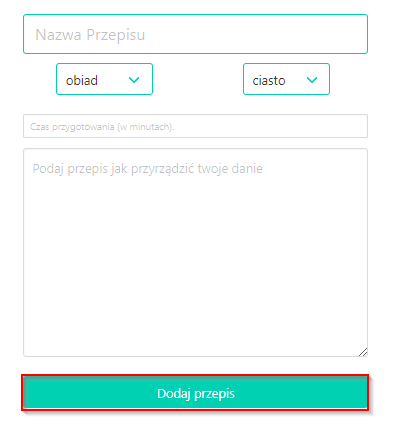 Nazwa Przepisu
obiad ciasto
Czas przygotowania (w minutach).
Podaj przepis jak przyrządzić twoje danie
Dodaj przepis